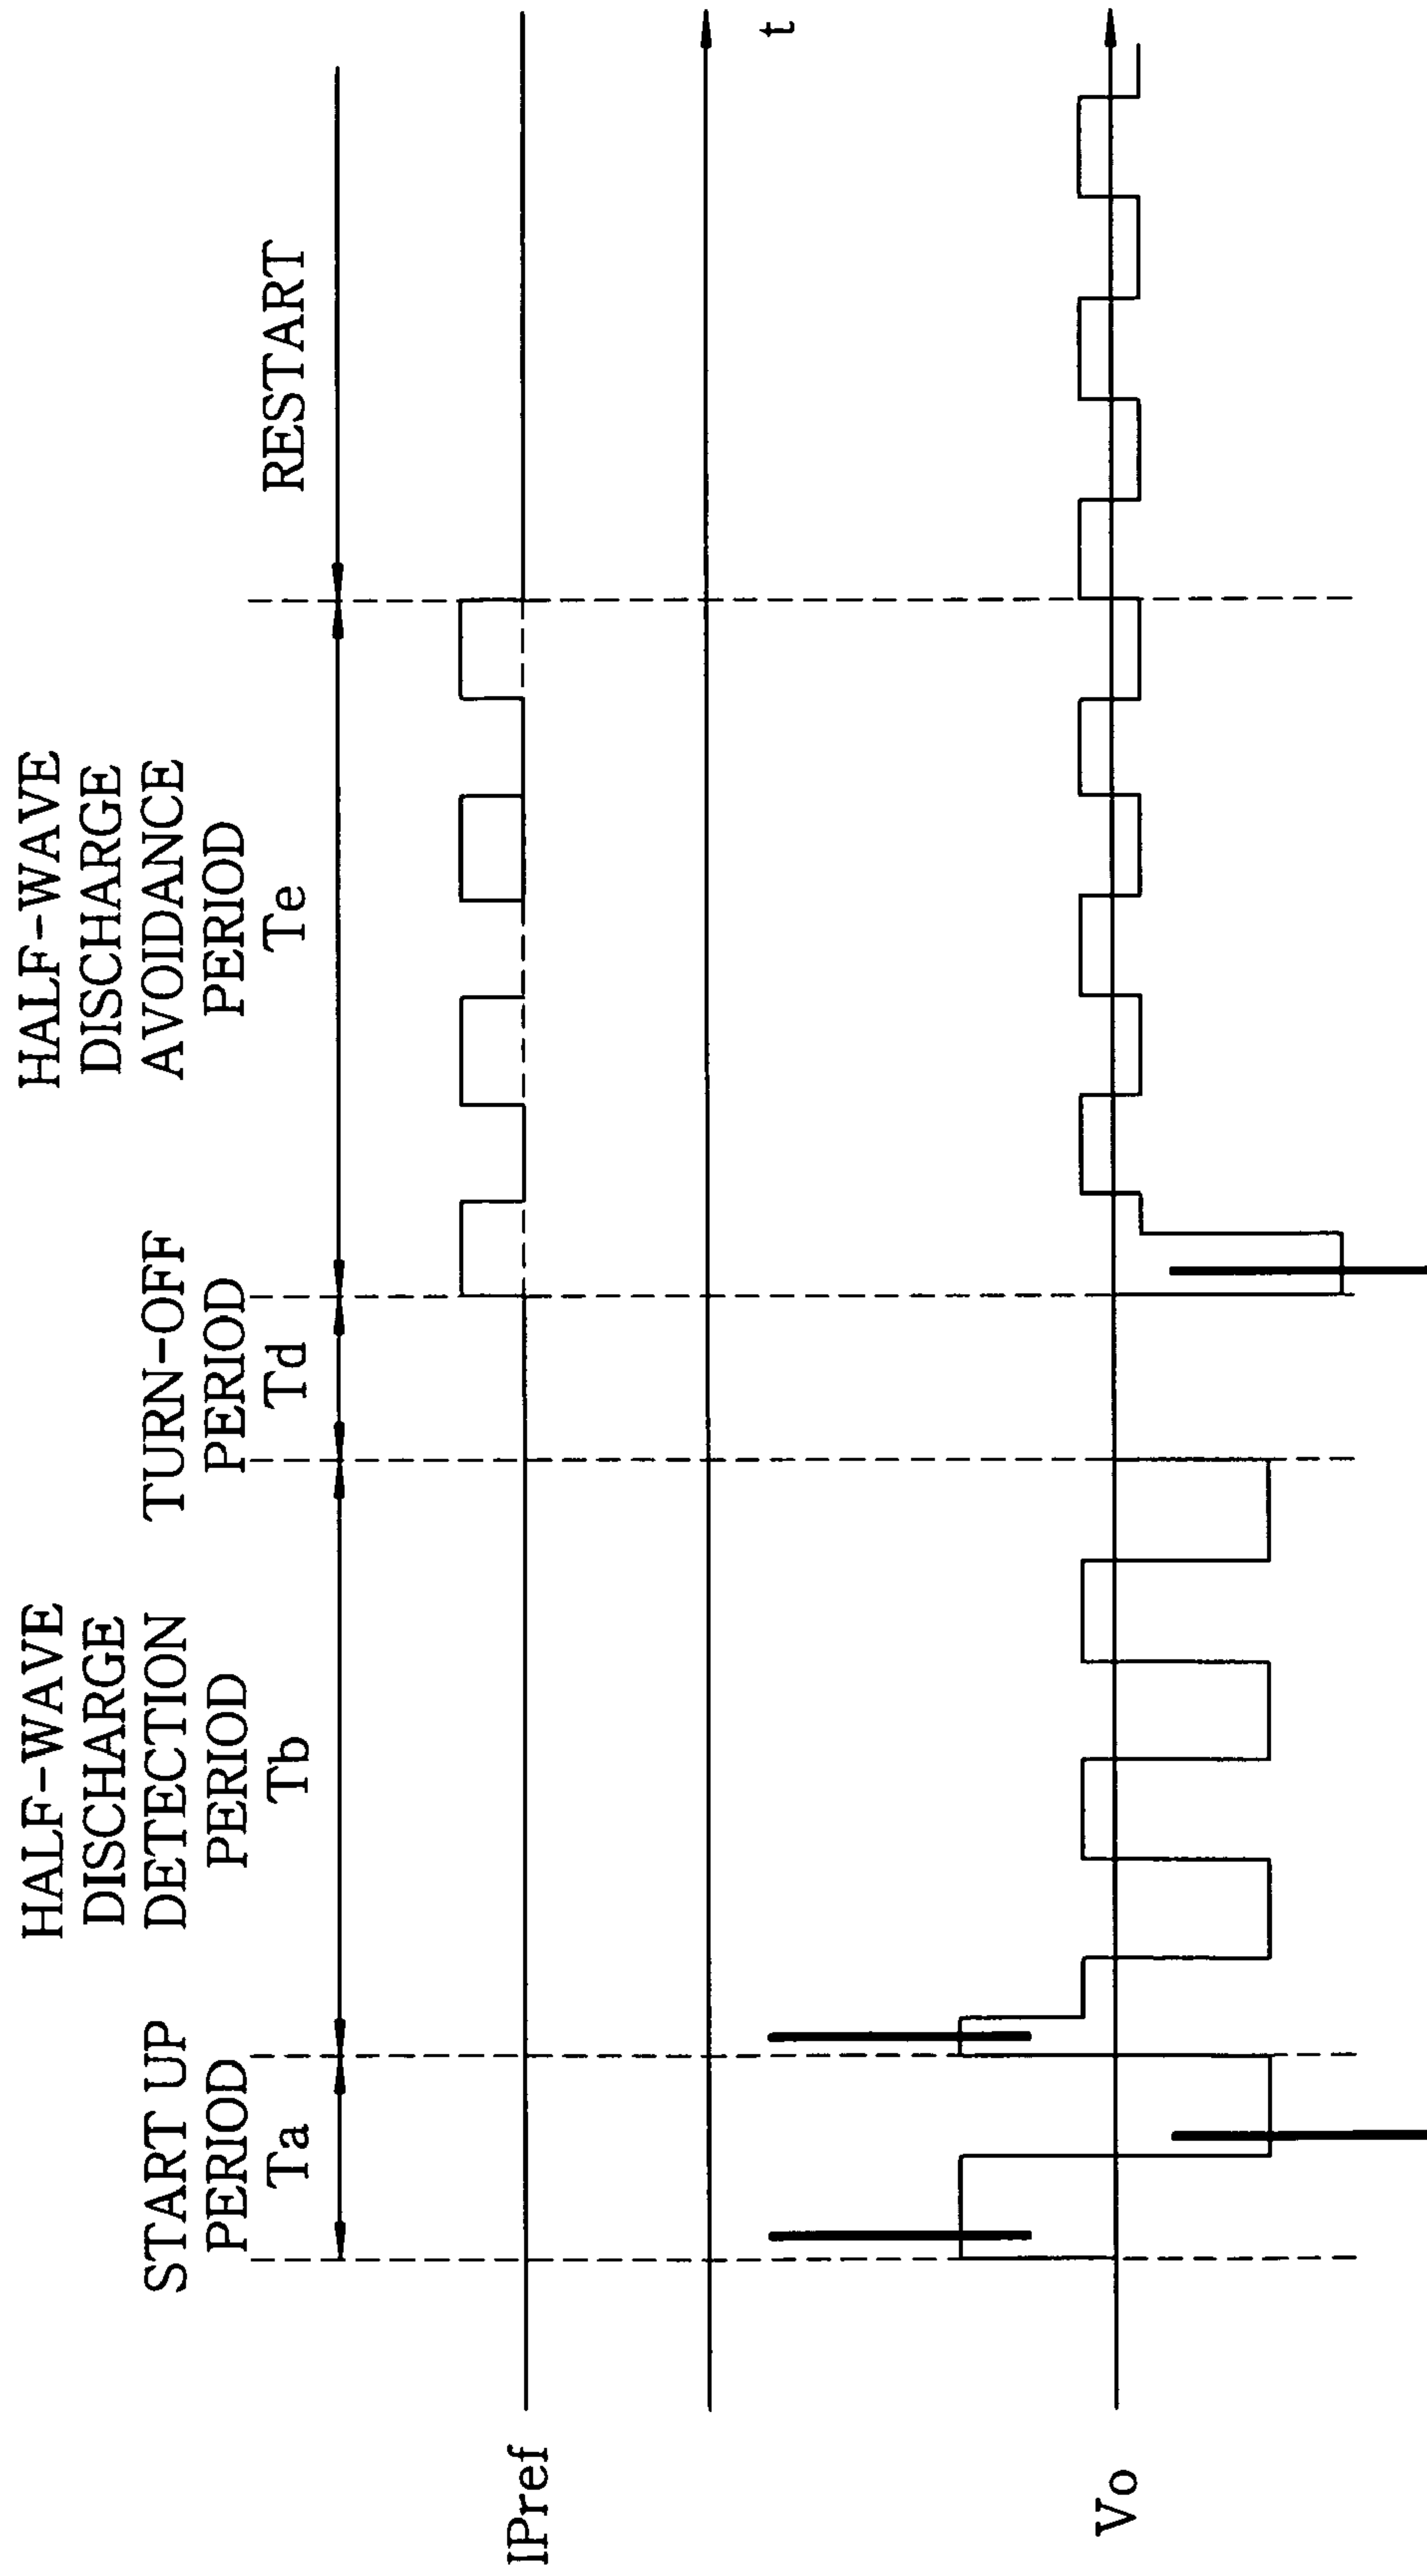 START UP
PERIOD
Ta
HALF-WAVE
DISCHARGE
DETECTION
PERIOD
Tb
TURN-OFF
PERIOD
Td
HALF-WAVE
DISCHARGE
AVOIDANCE
PERIOD
Te
RESTART
IPref
t
Vo